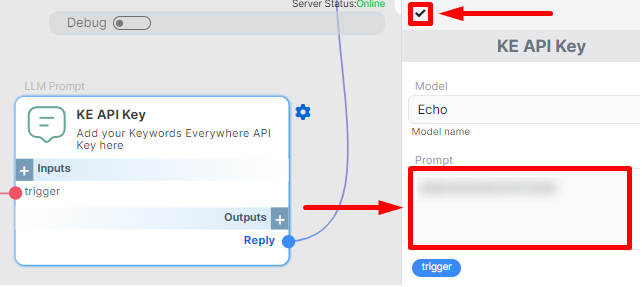 Server Status:Online
Debug
LLM Prompt
KE API Key
Add your Keywords Everywhere API
Key here
Inputs
trigger
Outputs
Reply
KE API Key
Model
Echo
Model name
Prompt
trigger